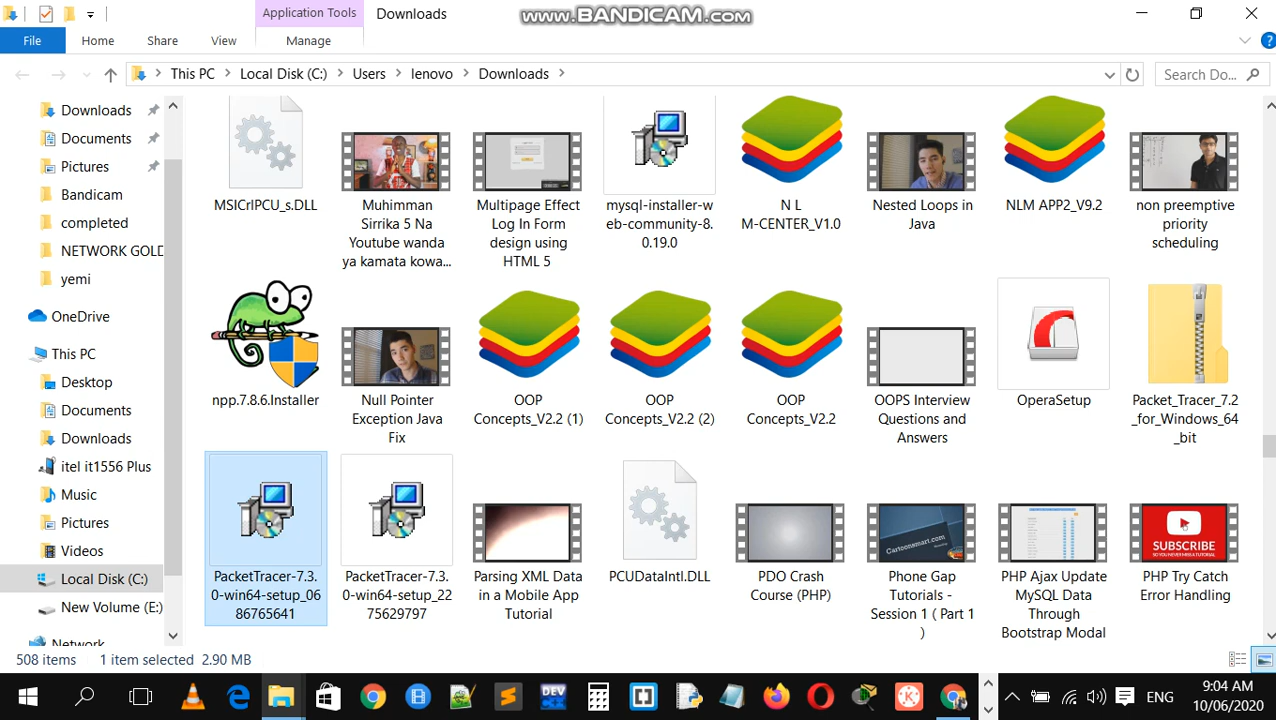 Application Tools
Downloads
www.BANDICAM.com
File
Home
Share
View
Manage
This PC
Local Disk (C:)
Users
lenovo
Downloads
Search Do...
Downloads
Documents
Pictures
Bandicam
completed
NETWORK GOLD
yemi
OneDrive
This PC
Desktop
Documents
Downloads
itel it1556 Plus
Music
Pictures
Videos
Local Disk (C:)
New Volume (E:)
Network
MSICrlPCU_s.DLL
Muhimman
Sirrika 5 Na
Youtube wanda
ya kamata kowa...
Multipage Effect
Log In Form
design using
HTML 5
mysql-installer-w
eb-community-8.
0.19.0
N L
M-CENTER_V1.0
Nested Loops in
Java
NLM APP2_V9.2
non preemptive
priority
scheduling
npp.7.8.6.Installer
Null Pointer
Exception Java
Fix
OOP
Concepts_V2.2 (1)
OOP
Concepts_V2.2 (2)
OOP
Concepts_V2.2
OOPS Interview
Questions and
Answers
OperaSetup
Packet_Tracer_7.2
_for_Windows_64
_bit
PacketTracer-7.3.
0-win64-setup_06
86765641
PacketTracer-7.3.
0-win64-setup_22
75629797
Parsing XML Data
in a Mobile App
Tutorial
PCUDataIntl.DLL
PDO Crash
Course (PHP)
Cartoonsmart.com
Phone Gap
Tutorials -
Session 1 ( Part 1
)
PHP Ajax Update
MySQL Data
Through
Bootstrap Modal
SUBSCRIBE
PHP Try Catch
Error Handling
508 items
1 item selected
2.90 MB
DEV
ENG
9:04 AM
10/06/2020